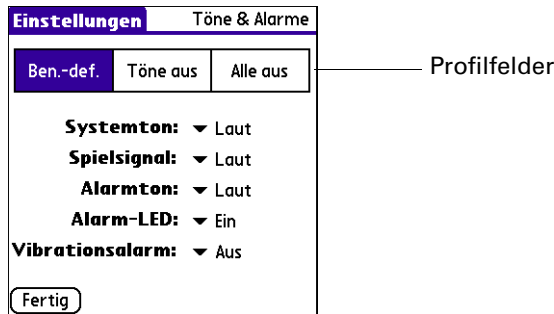 Einstellungen Töne & Alarme
Ben.-def. Töne aus Alle aus
Profilfelder
Systemton: Laut
Spielsignal: Laut
Alarmton: Laut
Alarm-LED: Ein
Vibrationsalarm: Aus
Fertig